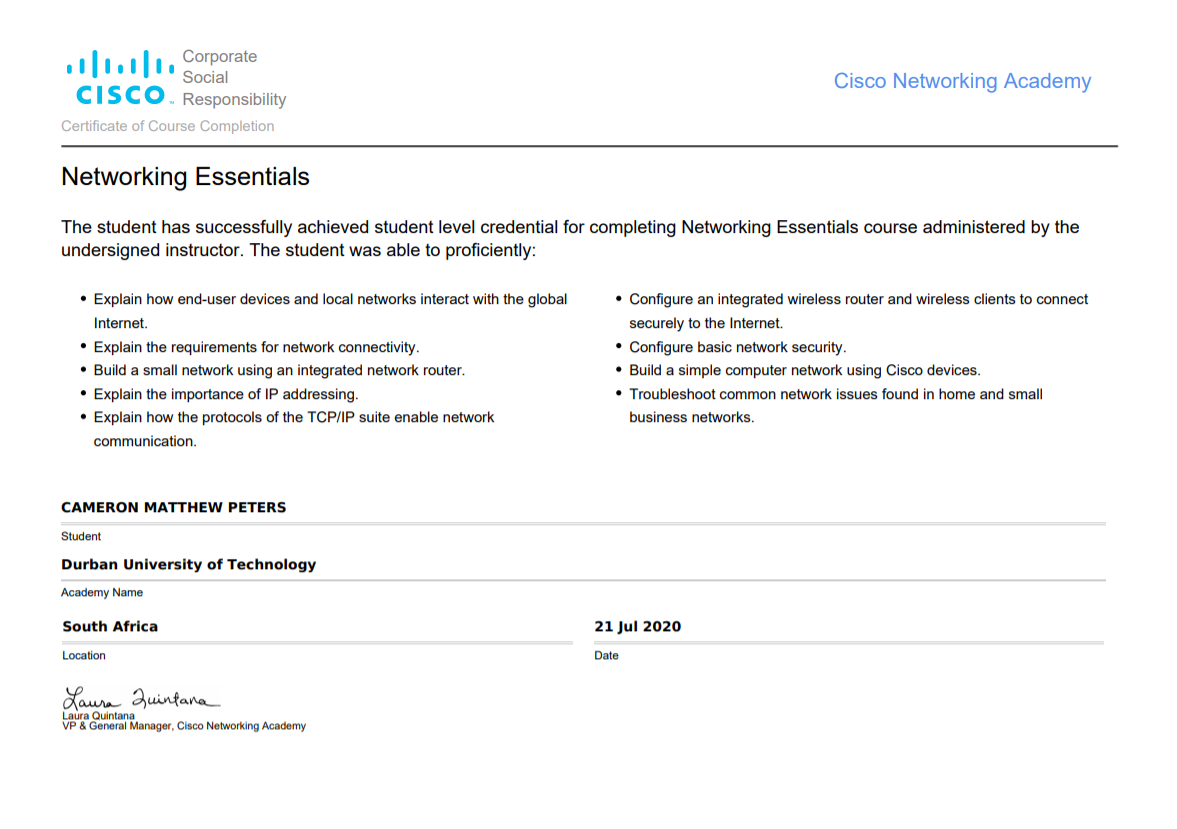 CISCO
Corporate
Social
Responsibility
Cisco Networking Academy
Certificate of Course Completion
Networking Essentials
The student has successfully achieved student level credential for completing Networking Essentials course administered by the
undersigned instructor. The student was able to proficiently:
• Explain how end-user devices and local networks interact with the global
Internet.
• Explain the requirements for network connectivity.
• Build a small network using an integrated network router.
• Explain the importance of IP addressing.
• Explain how the protocols of the TCP/IP suite enable network
communication.
• Configure an integrated wireless router and wireless clients to connect
securely to the Internet.
• Configure basic network security.
• Build a simple computer network using Cisco devices.
• Troubleshoot common network issues found in home and small
business networks.
CAMERON MATTHEW PETERS
Student
Durban University of Technology
Academy Name
South Africa
Location
21 Jul 2020
Date
Laura Quintana
Laura Quintana
VP & General Manager, Cisco Networking Academy